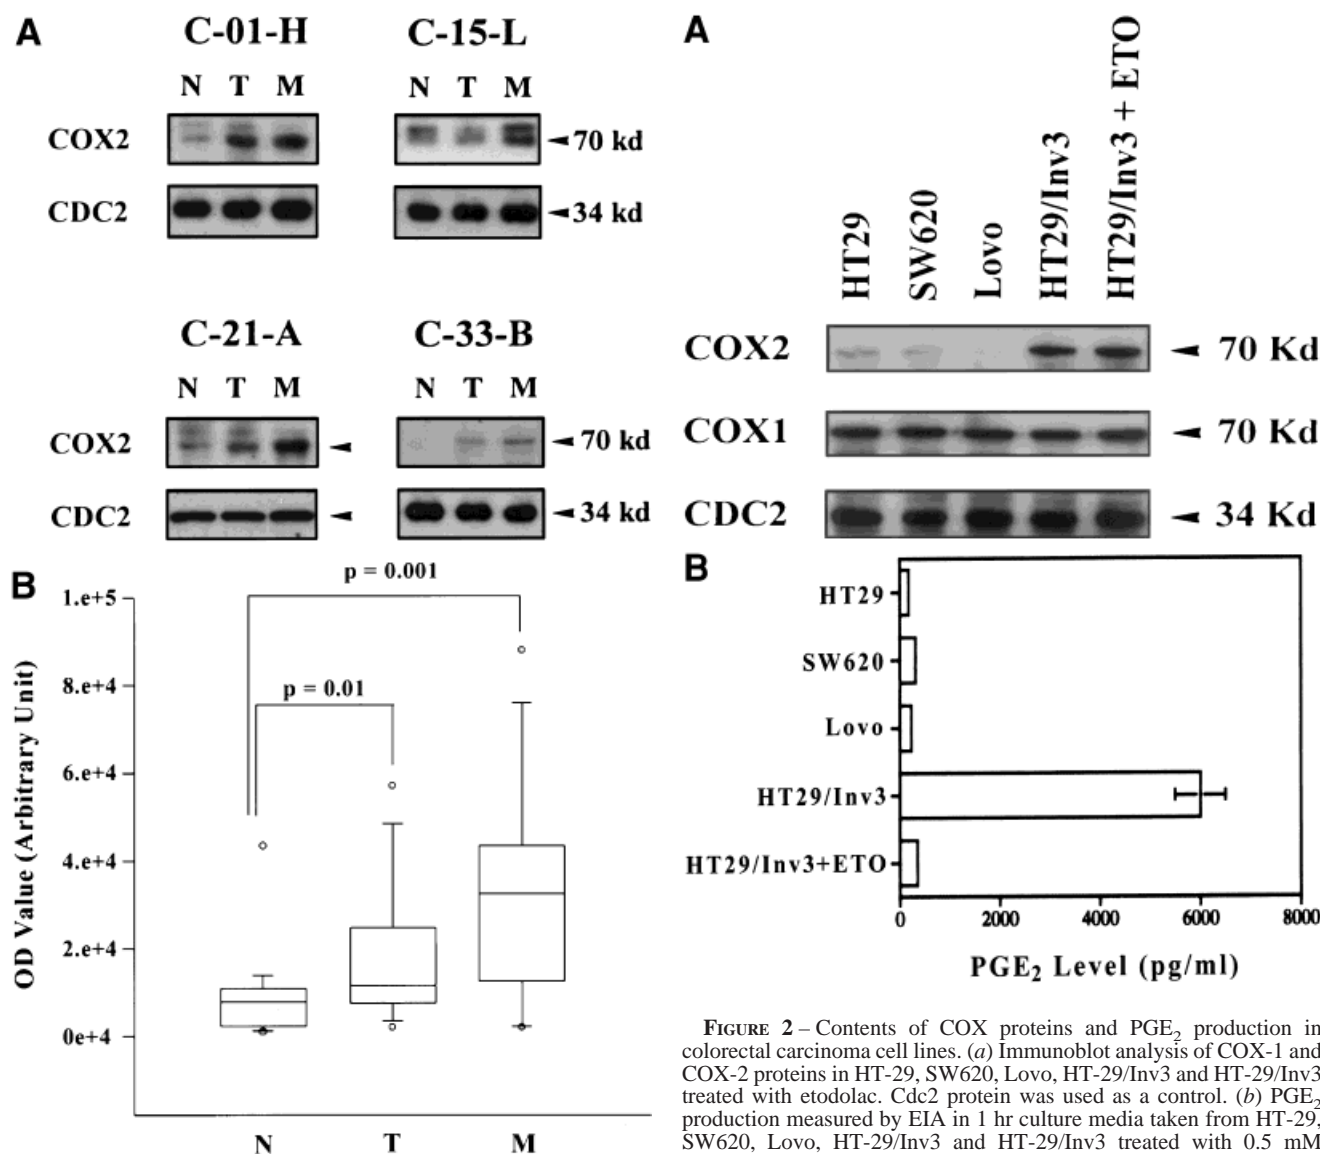 A
C-01-H
N T M
COX2
CDC2
C-15-L
N T M
70 kd
34 kd
C-21-A
N T M
COX2
CDC2
C-33-B
N T M
70 kd
34 kd
B
OD Value (Arbitrary Unit)
1.e+5
8.e+4
6.e+4
4.e+4
2.e+4
0e+4
p = 0.001
p = 0.01
N T M
A
HT29
SW620
Lovo
HT29/Inv3
HT29/Inv3 + ETO
COX2 70 Kd
COX1 70 Kd
CDC2 34 Kd
B
HT29
SW620
Lovo
HT29/Inv3
HT29/Inv3+ETO
0 2000 4000 6000 8000
PGE₂ Level (pg/ml)
FIGURE 2 – Contents of COX proteins and PGE₂ production in
colorectal carcinoma cell lines. (a) Immunoblot analysis of COX-1 and
COX-2 proteins in HT-29, SW620, Lovo, HT-29/Inv3 and HT-29/Inv3
treated with etodolac. Cdc2 protein was used as a control. (b) PGE₂
production measured by EIA in 1 hr culture media taken from HT-29,
SW620, Lovo, HT-29/Inv3 and HT-29/Inv3 treated with 0.5 mM